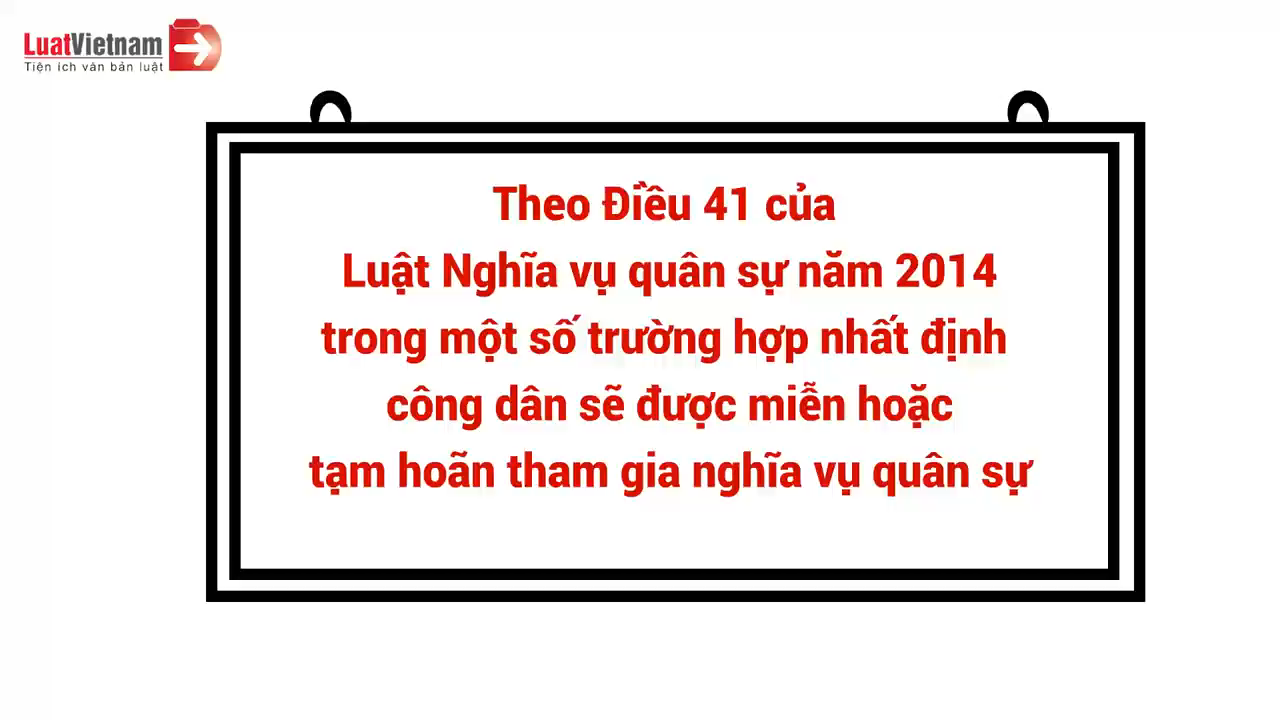 LuatVietnam
Tiện ích văn bản luật
Theo Điều 41 của
Luật Nghĩa vụ quân sự năm 2014
trong một số trường hợp nhất định
công dân sẽ được miễn hoặc
tạm hoãn tham gia nghĩa vụ quân sự